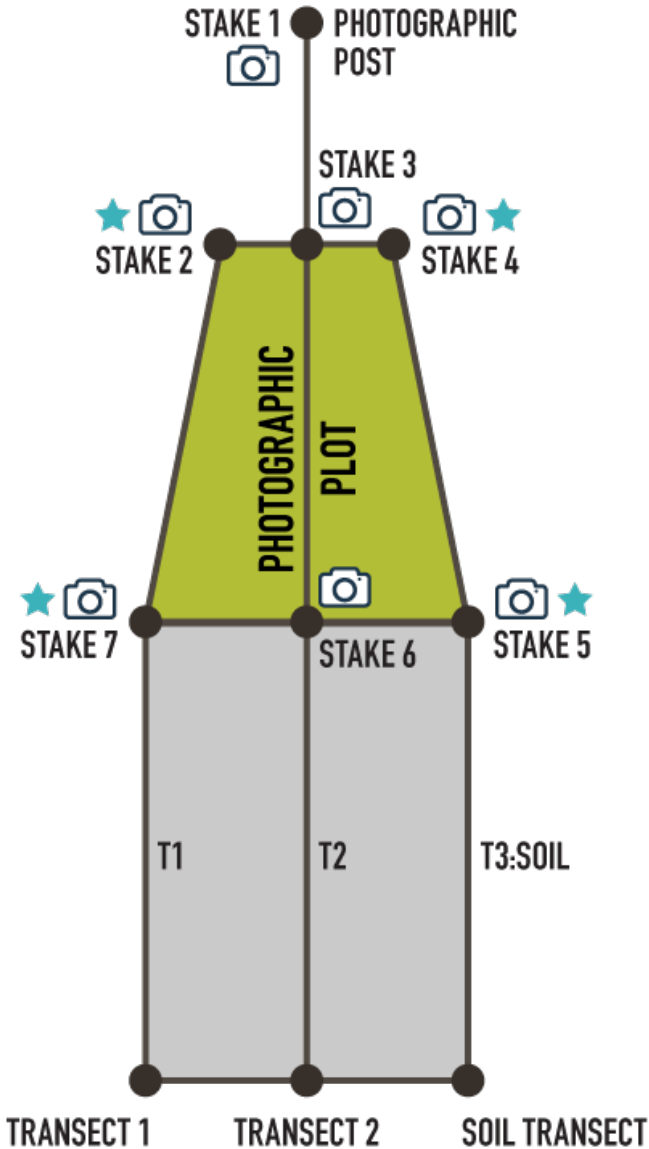 STAKE 1
PHOTOGRAPHIC
POST
STAKE 3
STAKE 2
STAKE 4
PHOTOGRAPHIC
PLOT
STAKE 7
STAKE 6
STAKE 5
T1
T2
T3:SOIL
TRANSECT 1
TRANSECT 2
SOIL TRANSECT